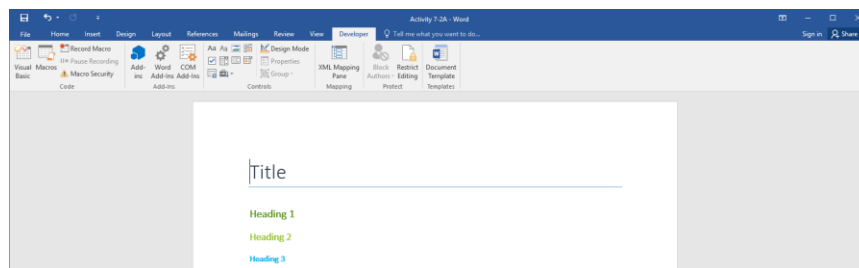 Activity 7-2A - Word
File Home Insert Design Layout References Mailings Review View Developer Tell me what you want to do... Sign in Share
Visual Basic
Macros
Record Macro
Pause Recording
Macro Security
Code
Add-ins
Word Add-Ins
COM Add-Ins
Add-Ins
Aa Aa
Design Mode
Properties
Group
Controls
XML Mapping Pane
Mapping
Block Authors
Restrict Editing
Protect
Document Template
Templates
Title
Heading 1
Heading 2
Heading 3